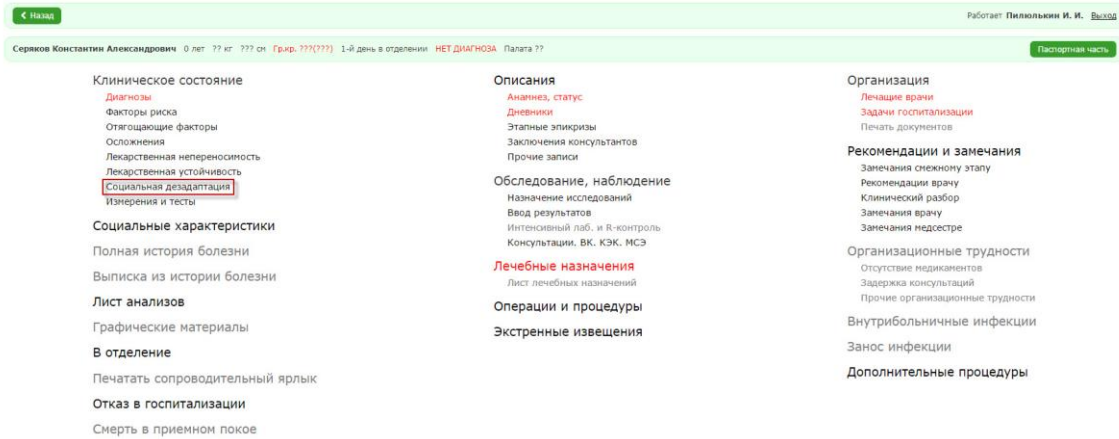 Назад
Работает Пилюлькин И. И. Выход
Серяков Константин Александрович 0 лет ?? кг ??? см Гр.кр. ???(???) 1-й день в отделении НЕТ ДИАГНОЗА Палата ??
Паспортная часть
Клиническое состояние
Диагнозы
Факторы риска
Отягощающие факторы
Осложнения
Лекарственная непереносимость
Лекарственная устойчивость
Социальная дезадаптация
Измерения и тесты
Социальные характеристики
Полная история болезни
Выписка из истории болезни
Лист анализов
Графические материалы
В отделение
Печатать сопроводительный ярлык
Отказ в госпитализации
Смерть в приемном покое
Описания
Анамнез, статус
Дневники
Этапные эпикризы
Заключения консультантов
Прочие записи
Обследование, наблюдение
Назначение исследований
Ввод результатов
Интенсивный лаб. и R-контроль
Консультации. ВК. КЭК. МСЭ
Лечебные назначения
Лист лечебных назначений
Операции и процедуры
Экстренные извещения
Организация
Лечащие врачи
Задачи госпитализации
Печать документов
Рекомендации и замечания
Замечания смежному этапу
Рекомендации врачу
Клинический разбор
Замечания врачу
Замечания медсестре
Организационные трудности
Отсутствие медикаментов
Задержка консультаций
Прочие организационные трудности
Внутрибольничные инфекции
Занос инфекции
Дополнительные процедуры